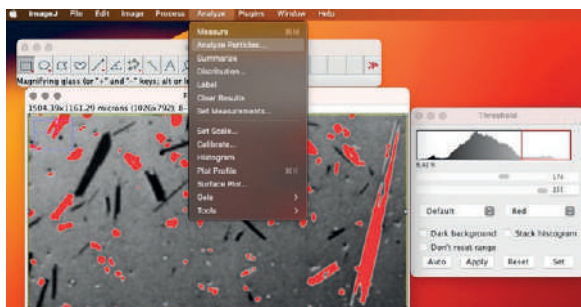 ImageJ File Edit Image Process Analyze Plugins Window Help
Measure ⌘M
Analyze Particles...
Summarize
Distribution...
Label
Clear Results
Set Measurements...
Set Scale...
Calibrate...
Histogram
Plot Profile ⌘K
Surface Plot...
Gels
Tools
Magnifying glass (or "+" and "-" keys; alt or
1504.39x1161.29 microns (1026x792); 8-
Threshold
176
255
Default Red
Dark background Stack histogram
Don't reset range
Auto Apply Reset Set